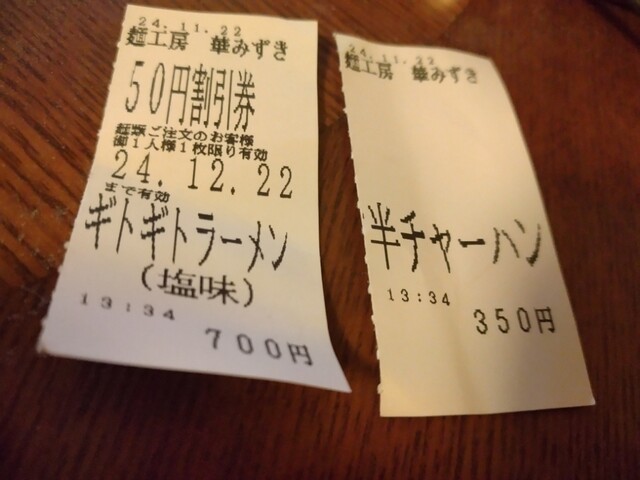 24.11.22
麺工房 華みずき
50円割引券
麺類ご注文のお客様
御1人様1枚限り有効
24.12.22
まで有効
ギトギトラーメン
(塩味)
13:34
700円
24.11.22
麺工房 華みずき
半チャーハン
13:34
350円